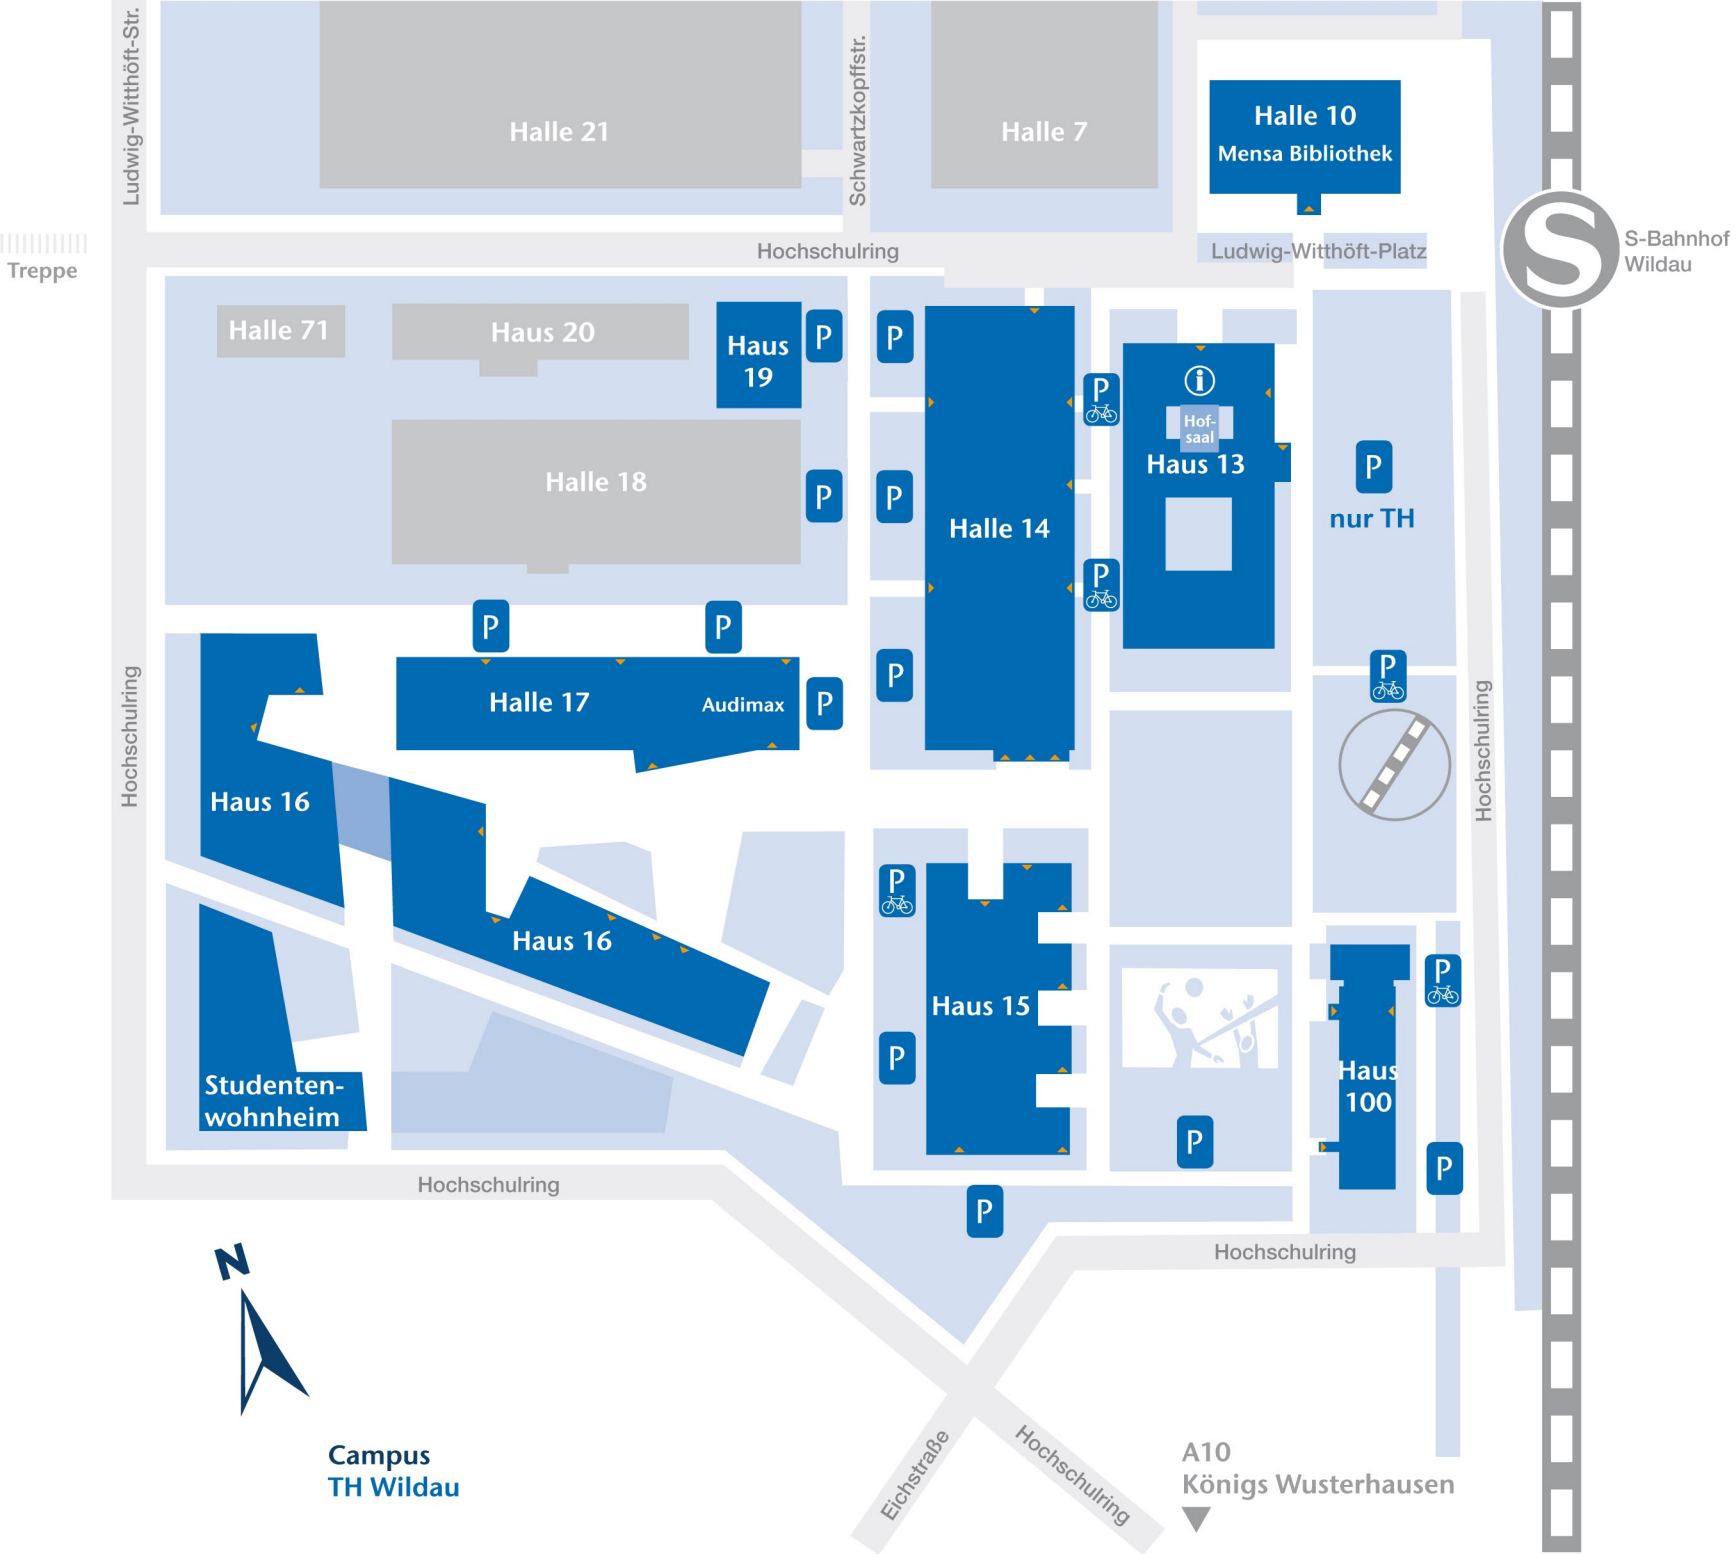 Ludwig-Witthöft-Str.
Halle 21
Schwartzkopffstr.
Halle 7
Halle 10
Mensa Bibliothek
Treppe
Hochschulring
Ludwig-Witthöft-Platz
S
S-Bahnhof
Wildau
Halle 71
Haus 20
Haus
19
P
P
P
i
Hof-
saal
Haus 13
Halle 18
P
P
Halle 14
P
nur TH
P
P
P
Hochschulring
Halle 17
Audimax
P
P
P
Hochschulring
Haus 16
Haus 16
P
Haus 15
P
P
Haus
100
Studenten-
wohnheim
P
P
P
Hochschulring
Hochschulring
N
Eichstraße
Hochschulring
A10
Königs Wusterhausen
Campus
TH Wildau